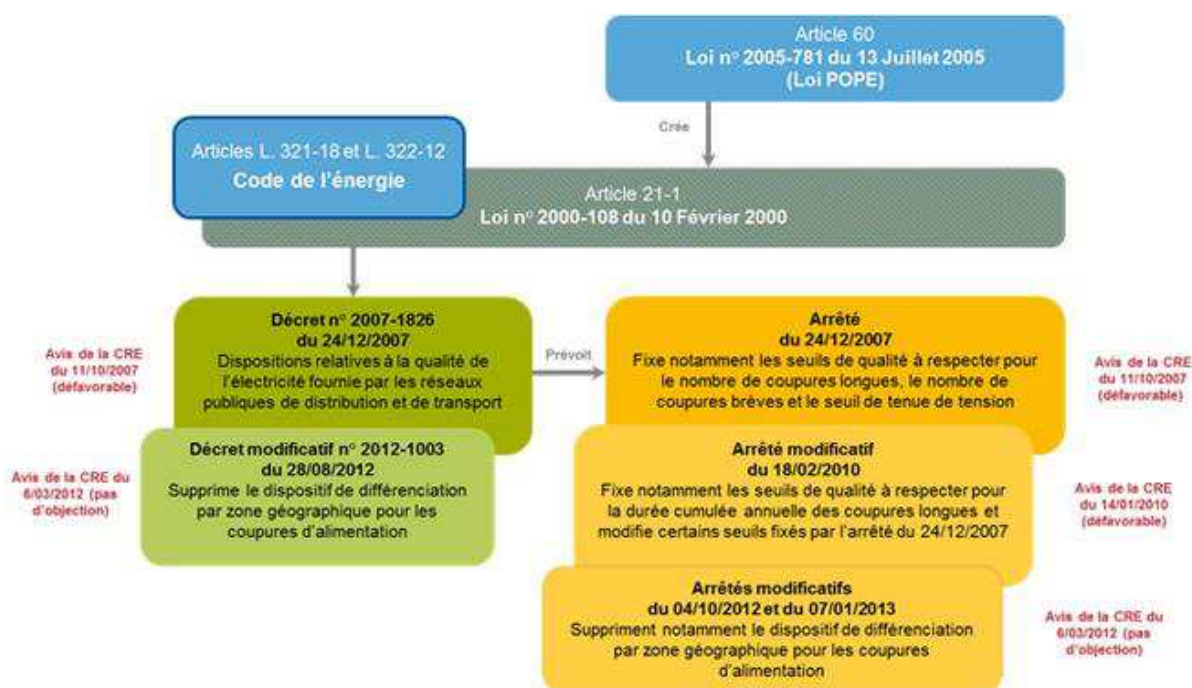 Article 60
Loi n° 2005-781 du 13 Juillet 2005
(Loi POPE)
Crée
Articles L. 321-18 et L. 322-12
Code de l'énergie
Article 21-1
Loi n° 2000-108 du 10 Février 2000
Avis de la CRE
du 11/10/2007
(défavorable)
Décret n° 2007-1826
du 24/12/2007
Dispositions relatives à la qualité de
l'électricité fournie par les réseaux
publiques de distribution et de transport
Prévoit
Arrêté
du 24/12/2007
Fixe notamment les seuils de qualité à respecter pour
le nombre de coupures longues, le nombre de
coupures brèves et le seuil de tenue de tension
Avis de la CRE
du 11/10/2007
(défavorable)
Avis de la CRE du
6/03/2012 (pas
d'objection)
Décret modificatif n° 2012-1003
du 28/08/2012
Supprime le dispositif de différenciation
par zone géographique pour les
coupures d'alimentation
Arrêté modificatif
du 18/02/2010
Fixe notamment les seuils de qualité à respecter pour
la durée cumulée annuelle des coupures longues et
modifie certains seuils fixés par l'arrêté du 24/12/2007
Avis de la CRE
du 14/01/2010
(défavorable)
Arrêtés modificatifs
du 04/10/2012 et du 07/01/2013
Suppriment notamment le dispositif de différenciation
par zone géographique pour les coupures
d'alimentation
Avis de la CRE du
6/03/2012 (pas
d'objection)